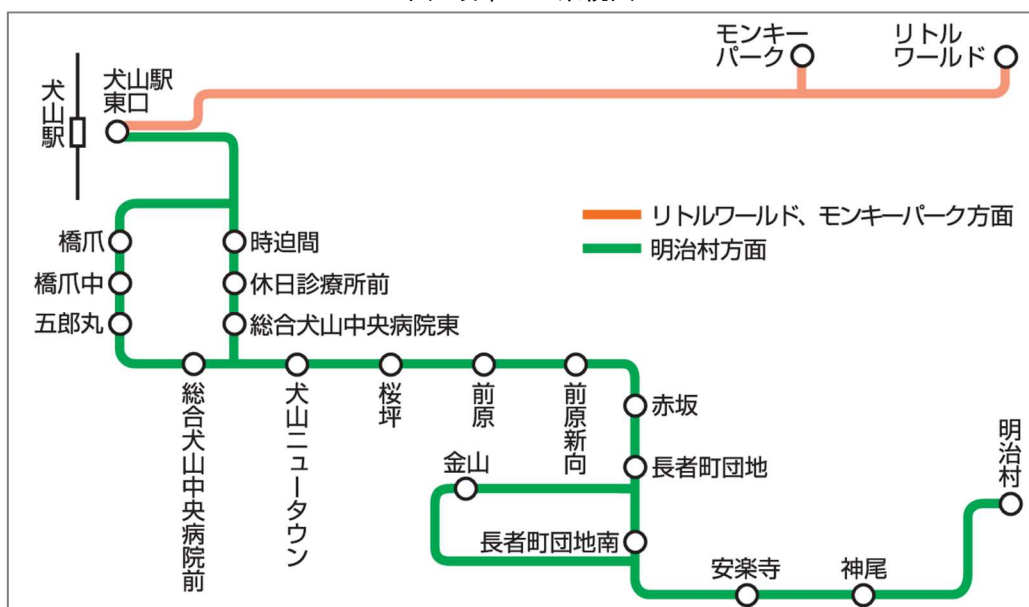 モンキー
パーク
リトル
ワールド
犬山駅
犬山駅
東口
リトルワールド、モンキーパーク方面
明治村方面
橋爪
橋爪中
五郎丸
時迫間
休日診療所前
総合犬山中央病院東
総合犬山中央病院前
犬山ニュータウン
桜坪
前原
前原新向
赤坂
長者町団地
金山
長者町団地南
安楽寺
神尾
明治村